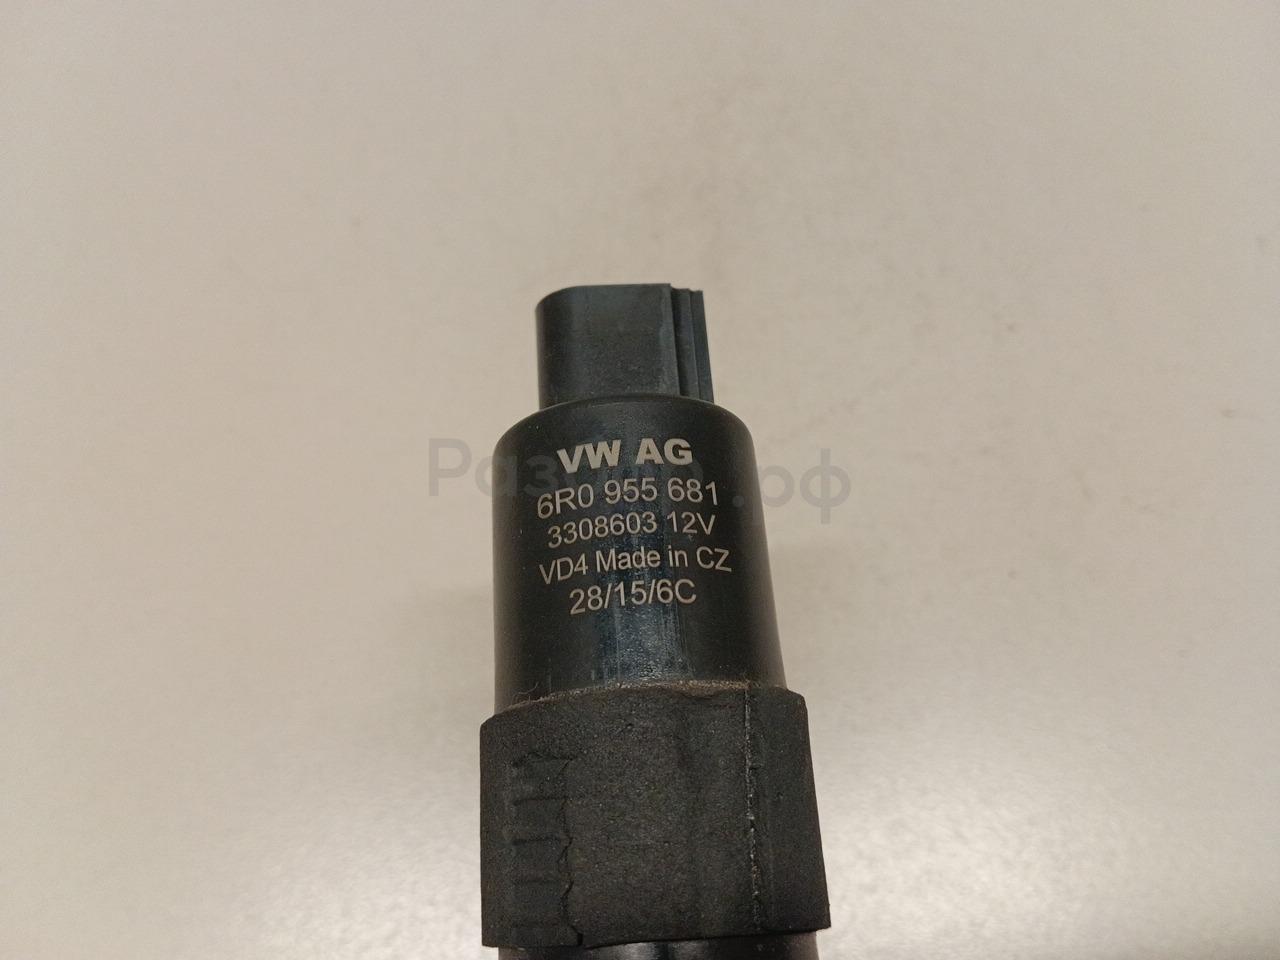 VW AG
6R0 955 681
3308603 12V
VD4 Made in CZ
28/15/6C